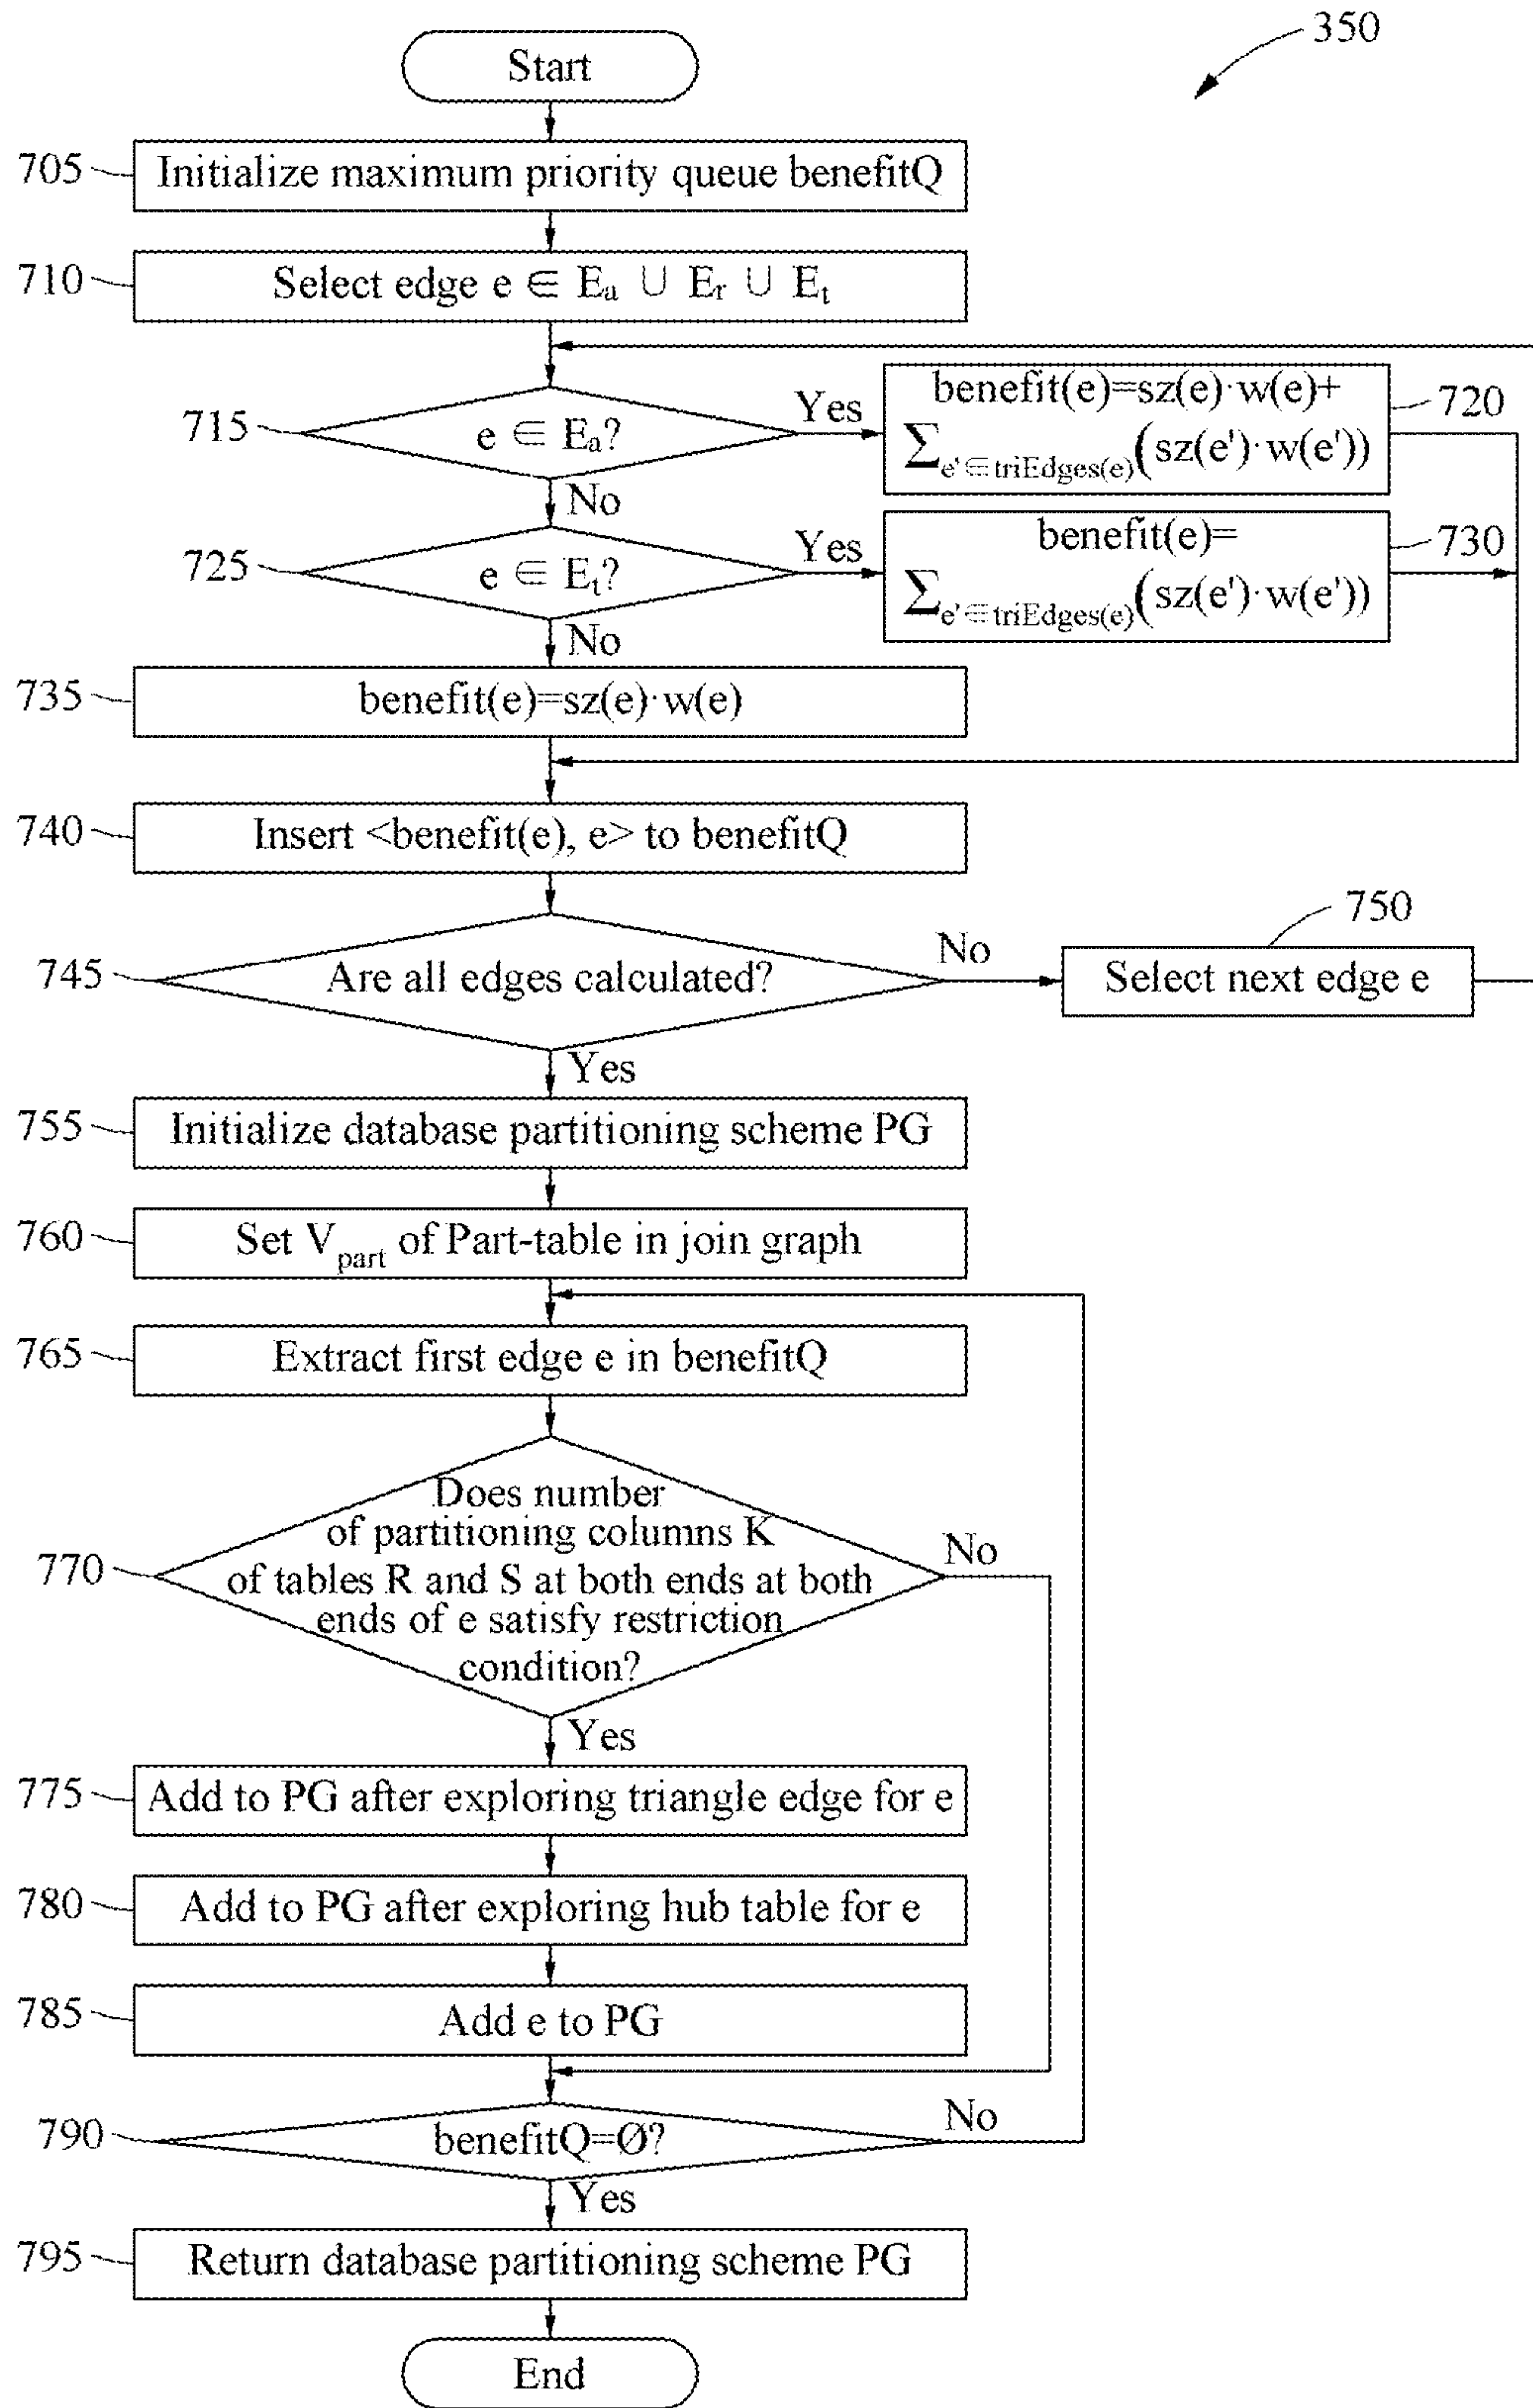 350
Start
705 Initialize maximum priority queue benefitQ
710 Select edge e ∈ Eₐ ∪ Eᵣ ∪ Eₜ
715 e ∈ Eₐ? Yes
benefit(e)=sz(e)·w(e)+
∑e'∈triEdges(e)(sz(e')·w(e')) 720
No
725 e ∈ Eₜ? Yes
benefit(e)=
∑e'∈triEdges(e)(sz(e')·w(e')) 730
No
735 benefit(e)=sz(e)·w(e)
740 Insert <benefit(e), e> to benefitQ
745 Are all edges calculated? No
750
Select next edge e
Yes
755 Initialize database partitioning scheme PG
760 Set Vpart of Part-table in join graph
765 Extract first edge e in benefitQ
770
Does number
of partitioning columns K
of tables R and S at both ends at both
ends of e satisfy restriction
condition?
No
Yes
775 Add to PG after exploring triangle edge for e
780 Add to PG after exploring hub table for e
785 Add e to PG
790 benefitQ=Ø? No
Yes
795 Return database partitioning scheme PG
End